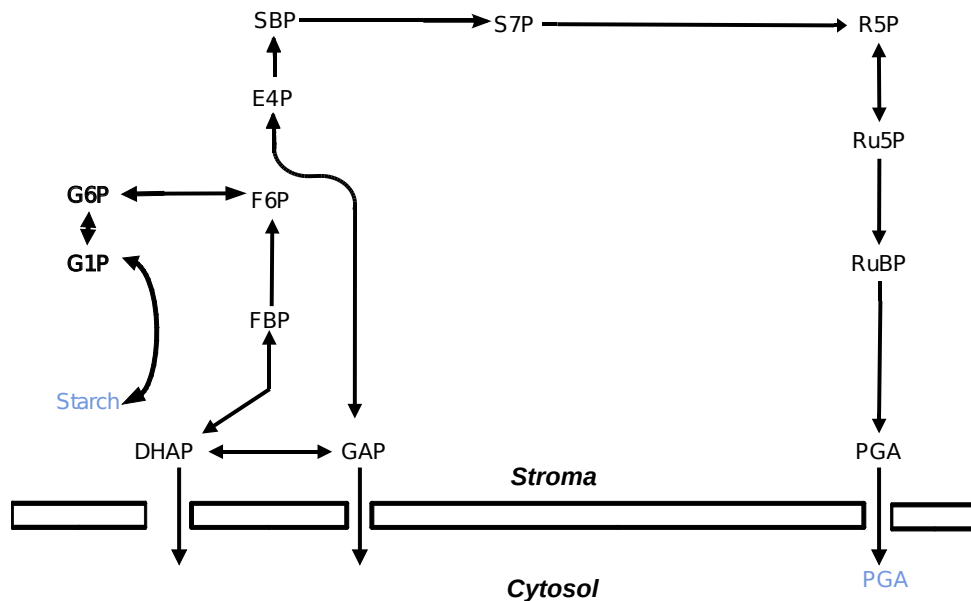 SBP
S7P
R5P
E4P
Ru5P
G6P
F6P
G1P
RuBP
FBP
Starch
DHAP
GAP
PGA
Stroma
Cytosol
PGA